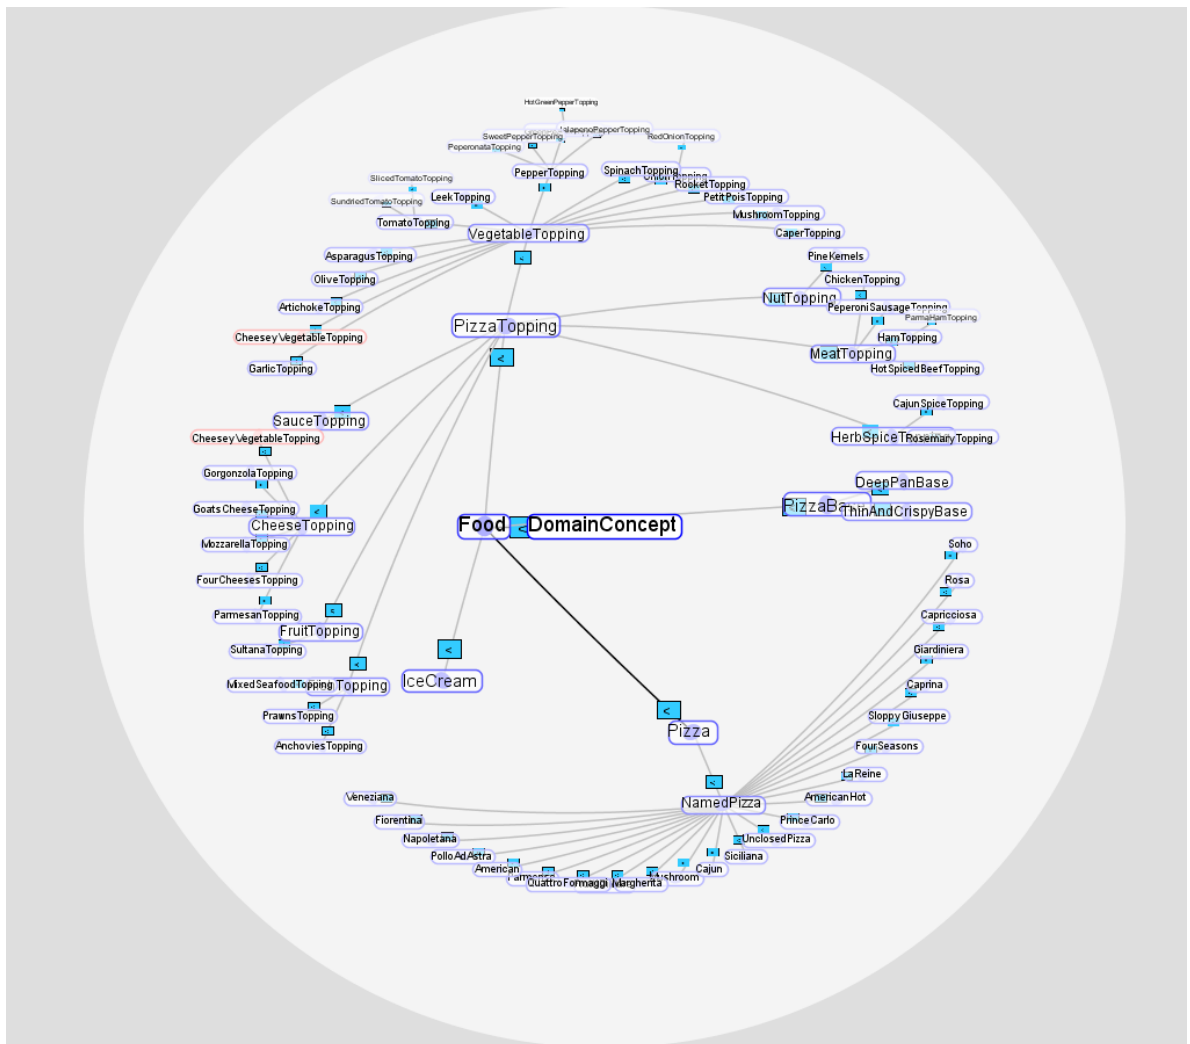 HotGreenPepperTopping
JalapenoPepperTopping
SweetPepperTopping
RedOnionTopping
PeperonataTopping
PepperTopping
SpinachTopping
SlicedTomatoTopping
RocketTopping
LeekTopping
PetitPoisTopping
SundriedTomatoTopping
MushroomTopping
TomatoTopping
VegetableTopping
CaperTopping
AsparagusTopping
PineKernels
OliveTopping
ChickenTopping
NutTopping
ArtichokeTopping
PeperoniSausageTopping
ParmaHamTopping
PizzaTopping
CheeseyVegetableTopping
HamTopping
MeatTopping
GarlicTopping
HotSpicedBeefTopping
CajunSpiceTopping
SauceTopping
CheeseyVegetableTopping
RosemaryTopping
GorgonzolaTopping
DeepPanBase
GoatsCheeseTopping
ThinAndCrispyBase
CheeseTopping
Food
DomainConcept
MozzarellaTopping
Soho
FourCheesesTopping
Rosa
ParmesanTopping
Capricciosa
FruitTopping
SultanaTopping
Giardiniera
IceCream
MixedSeafoodTopping
Caprina
PrawnsTopping
SloppyGiuseppe
Pizza
AnchoviesTopping
FourSeasons
LaReine
Veneziana
AmericanHot
NamedPizza
Fiorentina
PrinceCarlo
Napoletana
UnclosedPizza
PolloAdAstra
Siciliana
American
Cajun
Mushroom
QuattroFormaggi
Margherita